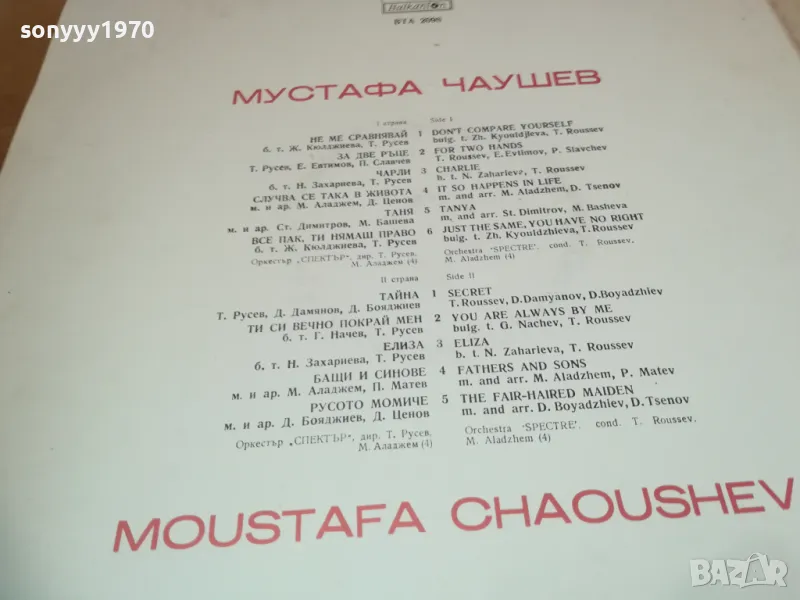 sonyyy1970
Balkanton
ВТА 2098
МУСТАФА ЧАУШЕВ
I страна Side I
НЕ МЕ СРАВНЯВАЙ 1 DON'T COMPARE YOURSELF
б. т. Ж. Кюлджиева, Т. Русев bulg. t. Zh. Kyouldjieva, T. Roussev
ЗА ДВЕ РЪЦЕ 2 FOR TWO HANDS
Т. Русев, Е. Евтимов, П. Славчев T. Roussev, E. Evtimov, P. Slavchev
ЧАРЛИ 3 CHARLIE
б. т. Н. Захариева, Т. Русев b. t. N. Zaharieva, T. Roussev
СЛУЧВА СЕ ТАКА В ЖИВОТА 4 IT SO HAPPENS IN LIFE
м. и ар. М. Аладжем, Д. Ценов m. and arr. M. Aladzhem, D. Tsenov
ТАНЯ 5 TANYA
м. и ар. Ст. Димитров, М. Башева m. and arr. St. Dimitrov, M. Basheva
ВСЕ ПАК, ТИ НЯМАШ ПРАВО 6 JUST THE SAME, YOU HAVE NO RIGHT
б. т. Ж. Кюлджиева, Т. Русев bulg. t. Zh. Kyouldzhieva, T. Roussev
Оркестър „СПЕКТЪР", дир. Т. Русев, Orchestra "SPECTRE". cond. T. Roussev,
М. Аладжем (4) M. Aladzhem (4)
II страна Side II
ТАЙНА 1 SECRET
Т. Русев, Д. Дамянов, Д. Бояджиев T. Roussev, D. Damyanov, D. Boyadzhiev
ТИ СИ ВЕЧНО ПОКРАЙ МЕН 2 YOU ARE ALWAYS BY ME
б. т. Г. Начев, Т. Русев bulg. t. G. Nachev, T. Roussev
ЕЛИЗА 3 ELIZA
б. т. Н. Захариева, Т. Русев b. t. N. Zaharieva, T. Roussev
БАЩИ И СИНОВЕ 4 FATHERS AND SONS
м. и ар. М. Аладжем, П. Матев m. and arr. M. Aladzhem, P. Matev
РУСОТО МОМИЧЕ 5 THE FAIR-HAIRED MAIDEN
м. и ар. Д. Бояджиев, Д. Ценов m. and arr. D. Boyadzhiev, D. Tsenov
Оркестър „СПЕКТЪР", дир. Т. Русев, Orchestra "SPECTRE". cond. T. Roussev,
М. Аладжем (4) M. Aladzhem (4)
MOUSTAFA CHAOUSHEV
BAZAR